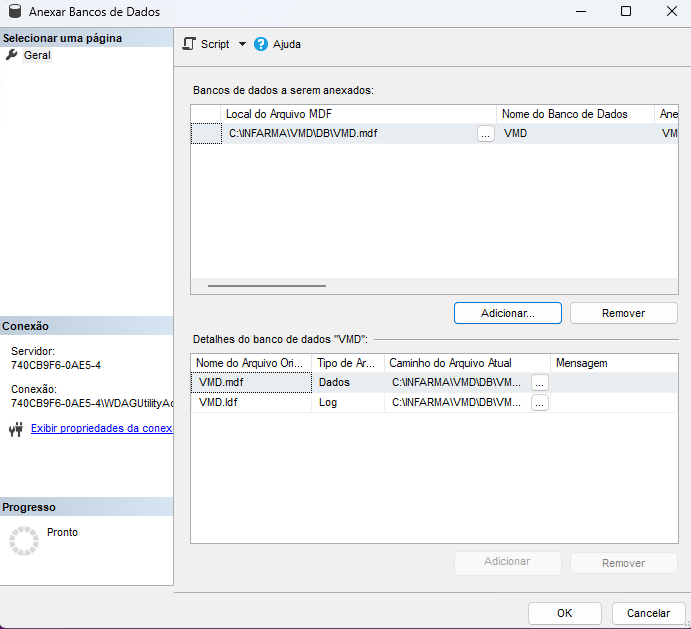 Anexar Bancos de Dados
Selecionar uma página
Geral
Script
Ajuda
Bancos de dados a serem anexados:
Local do Arquivo MDF Nome do Banco de Dados Ane
C:\INFARMA\VMD\DB\VMD.mdf ... VMD VM
Adicionar... Remover
Conexão
Servidor:
740CB9F6-0AE5-4
Conexão:
740CB9F6-0AE5-4\WDAGUtilityAc
Exibir propriedades da conex
Detalhes do banco de dados "VMD":
Nome do Arquivo Ori... Tipo de Ar... Caminho do Arquivo Atual Mensagem
VMD.mdf Dados C:\INFARMA\VMD\DB\VM... ...
VMD.ldf Log C:\INFARMA\VMD\DB\VM... ...
Progresso
Pronto
Adicionar Remover
OK Cancelar